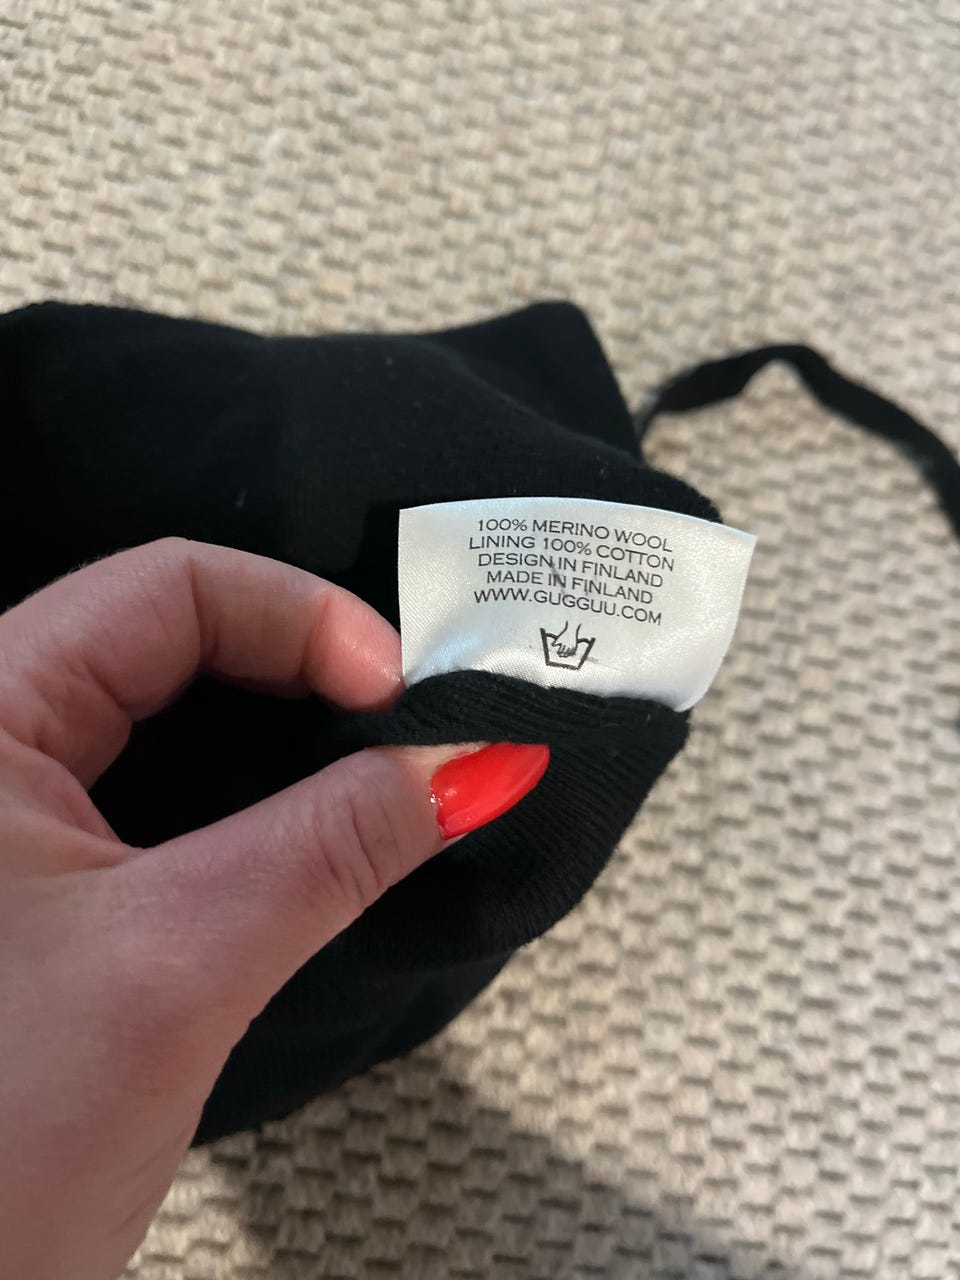 100% MERINO WOOL
LINING 100% COTTON
DESIGN IN FINLAND
MADE IN FINLAND
WWW.GUGGUU.COM